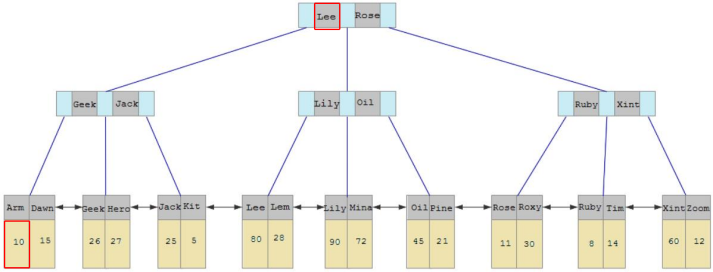 Lee Rose
Geek Jack Lily Oil Ruby Xint
Arm Dawn Geek Hero Jack Kit Lee Lem Lily Mina Oil Pine Rose Roxy Ruby Tim Xint Zoom
10 15 26 27 25 5 80 28 90 72 45 21 11 30 8 14 60 12